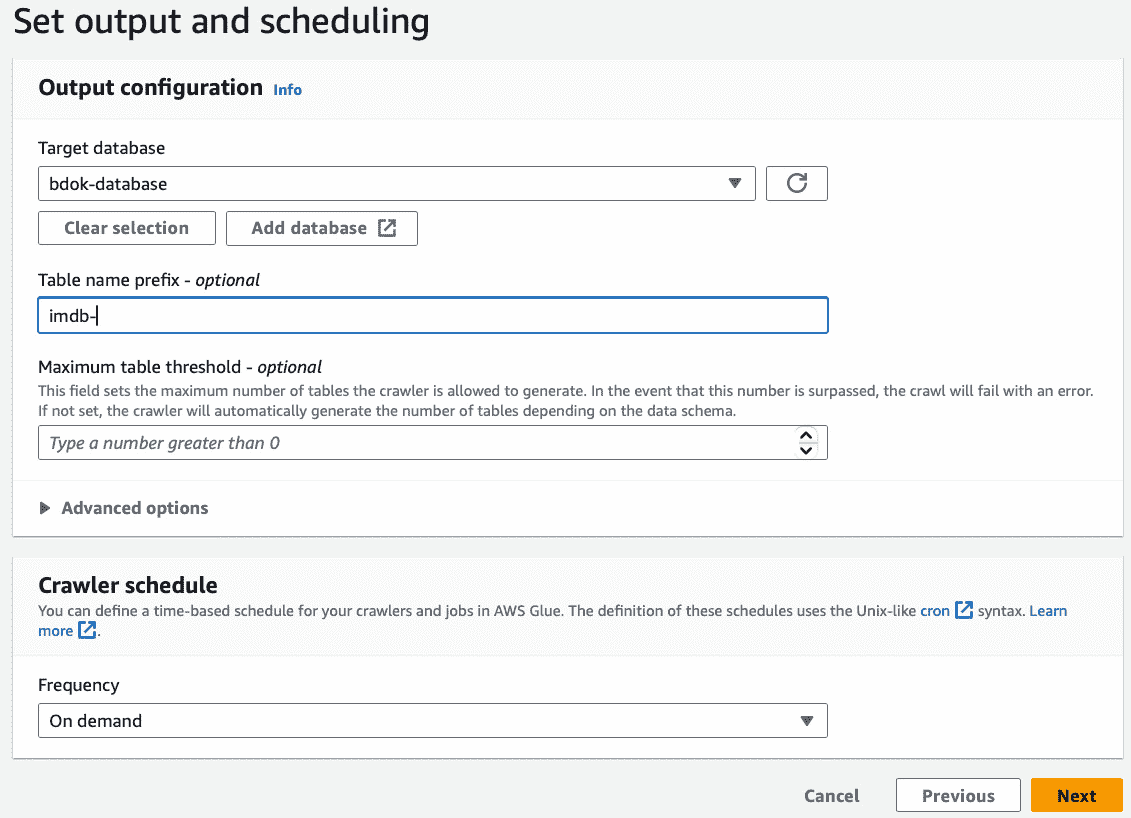 Set output and scheduling
Output configuration Info
Target database
bdok-database
Clear selection Add database
Table name prefix - optional
imdb-
Maximum table threshold - optional
This field sets the maximum number of tables the crawler is allowed to generate. In the event that this number is surpassed, the crawl will fail with an error.
If not set, the crawler will automatically generate the number of tables depending on the data schema.
Type a number greater than 0
Advanced options
Crawler schedule
You can define a time-based schedule for your crawlers and jobs in AWS Glue. The definition of these schedules uses the Unix-like cron syntax. Learn
more .
Frequency
On demand
Cancel Previous Next